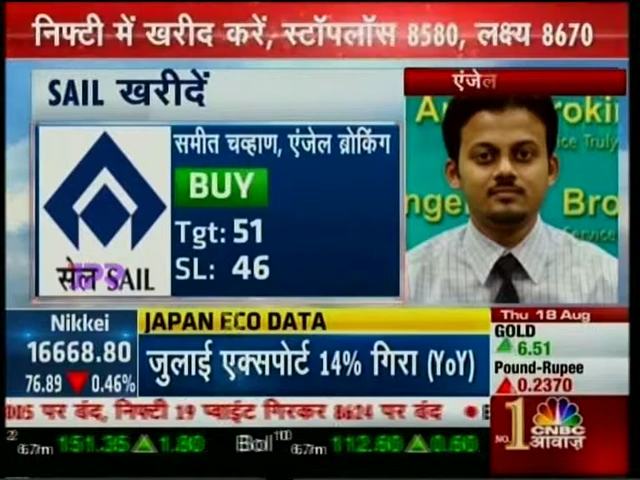 निफ्टी में खरीद करें, स्टॉपलॉस 8580, लक्ष्य 8670
SAIL खरीदें
एंजेल
समीत चव्हाण, एंजेल ब्रोकिंग
BUY
Tgt: 51
SL: 46
सेल SAIL
Nikkei
16668.80
76.89 0.46%
JAPAN ECO DATA
जुलाई एक्सपोर्ट 14% गिरा (YoY)
Thu 18 Aug
GOLD
6.51
Pound-Rupee
0.2370
पर बंद, निफ्टी 19 प्वाइंट गिरकर 8624 पर बंद
151.35 1.80 112.60 0.60
NO. 1 CNBC
आवाज़